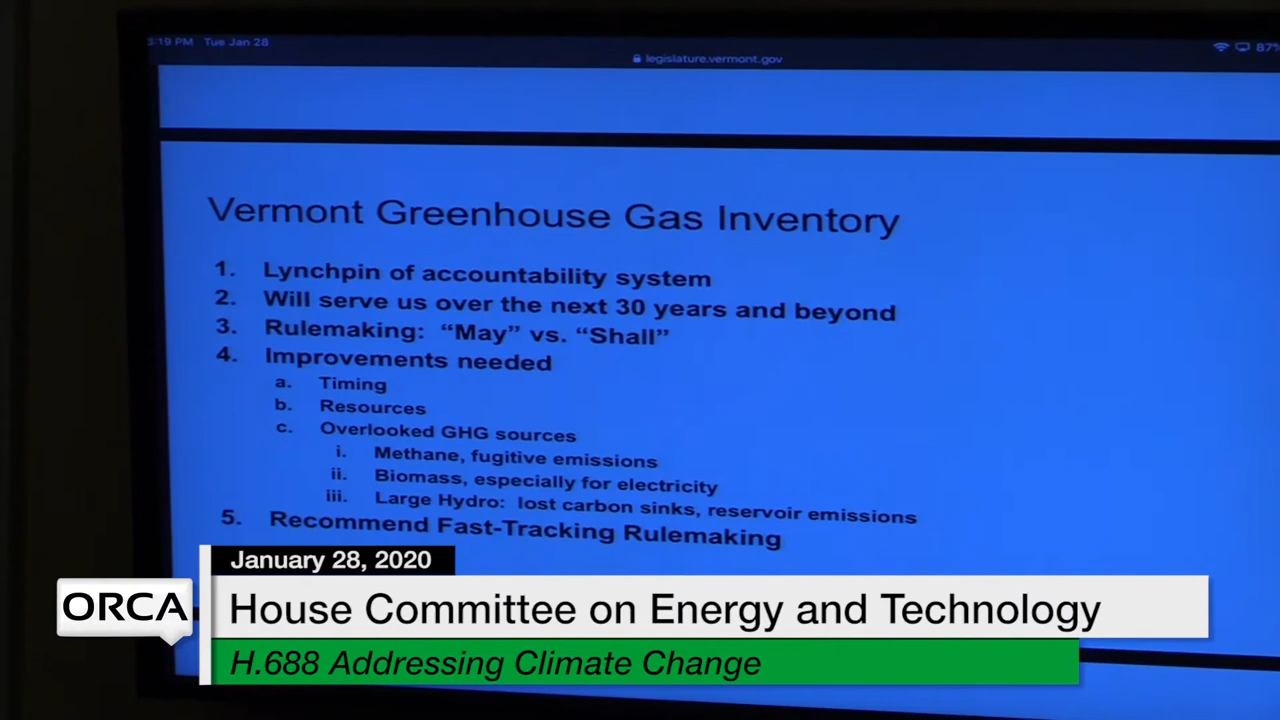 3:19 PM Tue Jan 28
legislature.vermont.gov
87%
Vermont Greenhouse Gas Inventory
1. Lynchpin of accountability system
2. Will serve us over the next 30 years and beyond
3. Rulemaking: “May” vs. “Shall”
4. Improvements needed
a. Timing
b. Resources
c. Overlooked GHG sources
i. Methane, fugitive emissions
ii. Biomass, especially for electricity
iii. Large Hydro: lost carbon sinks, reservoir emissions
5. Recommend Fast-Tracking Rulemaking
January 28, 2020
ORCA
House Committee on Energy and Technology
H.688 Addressing Climate Change